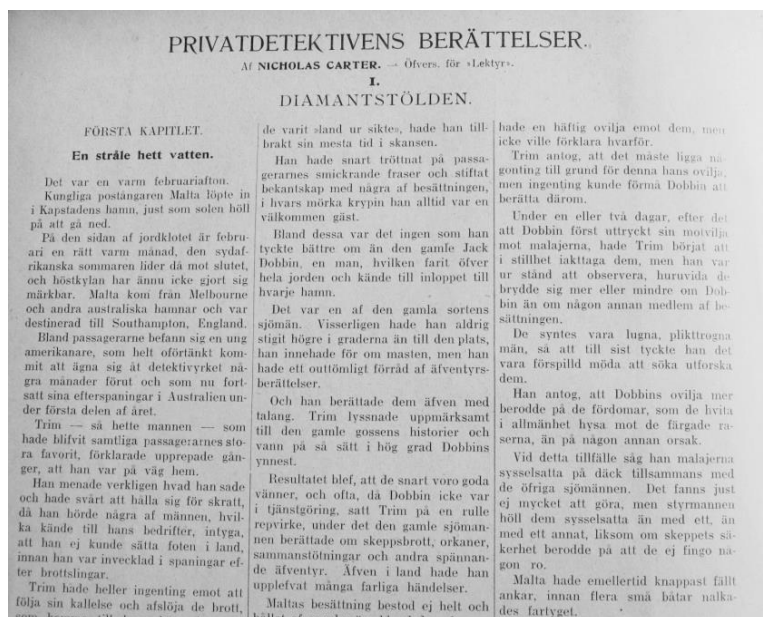 PRIVATDETEKTIVENS BERÄTTELSER.
Af NICHOLAS CARTER. — Öfvers. för »Lektyr».
I.
DIAMANTSTÖLDEN.
FÖRSTA KAPITLET.
En stråle hett vatten.
Det var en varm februariafton.
Kungliga postångaren Malta löpte in
i Kapstadens hamn, just som solen höll
på att gå ned.
På den sidan af jordklotet är febru-
ari en rätt varm månad, den sydaf-
rikanska sommaren lider då mot slutet,
och höstkylan har ännu icke gjort sig
märkbar. Malta kom från Melbourne
och andra australiska hamnar och var
destinerad till Southampton, England.
Bland passagerarne befann sig en ung
amerikanare, som helt oförtänkt kom-
mit att ägna sig åt detektivyrket nå-
gra månader förut och som nu fort-
satt sina efterspaningar i Australien un-
der första delen af året.
Trim — så hette mannen — som
hade blifvit samtliga passagerarnes sto-
ra favorit, förklarade upprepade gån-
ger, att han var på väg hem.
Han menade verkligen hvad han sade
och hade svårt att hålla sig för skratt,
då han hörde några af männen, hvil-
ka kände till hans bedrifter, intyga,
att han ej kunde sätta foten i land,
innan han var invecklad i spaningar ef-
ter brottslingar.
Trim hade heller ingenting emot att
följa sin kallelse och afslöja de brott,
de varit »land ur sikte», hade han till-
brakt sin mesta tid i skansen.
Han hade snart tröttnat på passa-
gerarnes smickrande fraser och stiftat
bekantskap med några af besättningen,
i hvars mörka krypin han alltid var en
välkommen gäst.
Bland dessa var det ingen som han
tyckte bättre om än den gamle Jack
Dobbin, en man, hvilken farit öfver
hela jorden och kände till inloppet till
hvarje hamn.
Det var en af den gamla sortens
sjömän. Visserligen hade han aldrig
stigit högre i graderna än till den plats,
han innehade för om masten, men han
hade ett outtömligt förråd af äfventyrs-
berättelser.
Och han berättade dem äfven med
talang. Trim lyssnade uppmärksamt
till den gamle gossens historier och
vann på så sätt i hög grad Dobbins
ynnest.
Resultatet blef, att de snart voro goda
vänner, och ofta, då Dobbin icke var
i tjänstgöring, satt Trim på en rulle
repvirke, under det den gamle sjöman-
nen berättade om skeppsbrott, orkaner,
sammanstötningar och andra spännan-
de äfventyr. Äfven i land hade han
upplefvat många farliga händelser.
Maltas besättning bestod ej helt och
hade en häftig ovilja emot dem, men
icke ville förklara hvarför.
Trim antog, att det måste ligga nå-
gonting till grund för denna hans ovilja,
men ingenting kunde förmå Dobbin att
berätta därom.
Under en eller två dagar, efter det
att Dobbin först uttryckt sin motvilja
mot malajerna, hade Trim börjat att
i stillhet iakttaga dem, men han var
ur stånd att observera, huruvida de
brydde sig mer eller mindre om Dob-
bin än om någon annan medlem af be-
sättningen.
De syntes vara lugna, plikttrogna
män, så att till sist tyckte han det
vara förspilld möda att söka utforska
dem.
Han antog, att Dobbins ovilja mer
berodde på de fördomar, som de hvita
i allmänhet hysa mot de färgade ra-
serna, än på någon annan orsak.
Vid detta tillfälle såg han malajerna
sysselsatta på däck tillsammans med
de öfriga sjömännen. Det fanns just
ej mycket att göra, men styrmannen
höll dem sysselsatta än med ett, än
med ett annat, liksom om skeppets sä-
kerhet berodde på att de ej fingo nå-
gon ro.
Malta hade emellertid knappast fällt
ankar, innan flera små båtar nalka-
des fartyget.